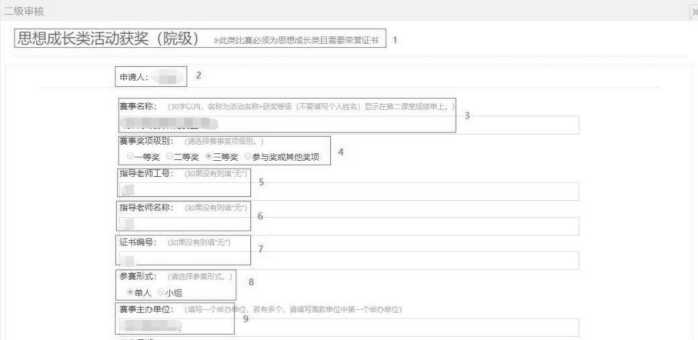 二级审核
思想成长类活动获奖（院级） »此类比赛必须为思想成长类且需要荣誉证书 1
申请人： 2
赛事名称： （30字以内，名称为活动名称+获奖等级（不要填写个人姓名）显示在第二课堂成绩单上。） 3
赛事奖项级别： （请选择赛事奖项级别。） 4
一等奖 二等奖 三等奖 参与奖或其他奖项
指导老师工号： （如果没有则填“无”） 5
指导老师名称： （如果没有则填“无”） 6
证书编号： （如果没有则填“无”） 7
参赛形式： （请选择参赛形式。） 8
单人 小组
赛事主办单位： （填写一个举办单位，若有多个，请填写落款单位中第一个举办单位） 9